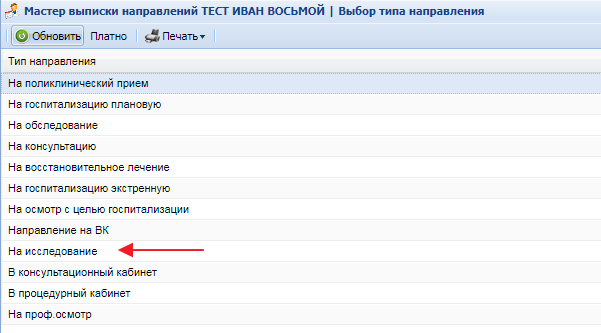 Мастер выписки направлений ТЕСТ ИВАН ВОСЬМОЙ | Выбор типа направления
Обновить Платно Печать
Тип направления
На поликлинический прием
На госпитализацию плановую
На обследование
На консультацию
На восстановительное лечение
На госпитализацию экстренную
На осмотр с целью госпитализации
Направление на ВК
На исследование
В консультационный кабинет
В процедурный кабинет
На проф.осмотр